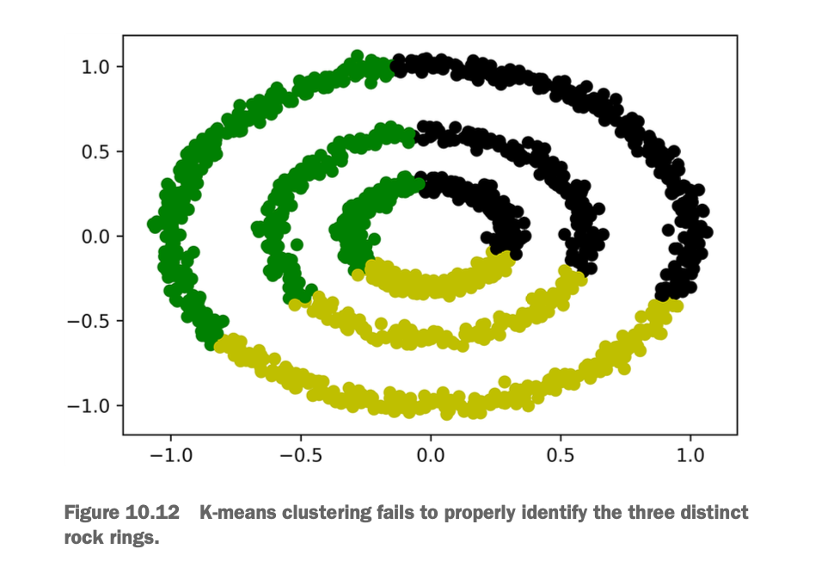 1.0
0.5
0.0
−0.5
−1.0
−1.0 −0.5 0.0 0.5 1.0
Figure 10.12 K-means clustering fails to properly identify the three distinct
rock rings.